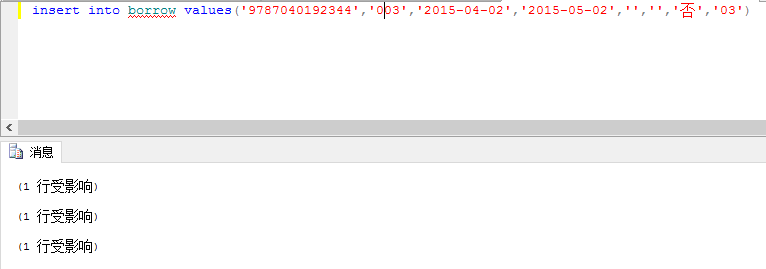 insert into borrow values('9787040192344','003','2015-04-02','2015-05-02','','','否','03')
消息
(1 行受影响)
(1 行受影响)
(1 行受影响)